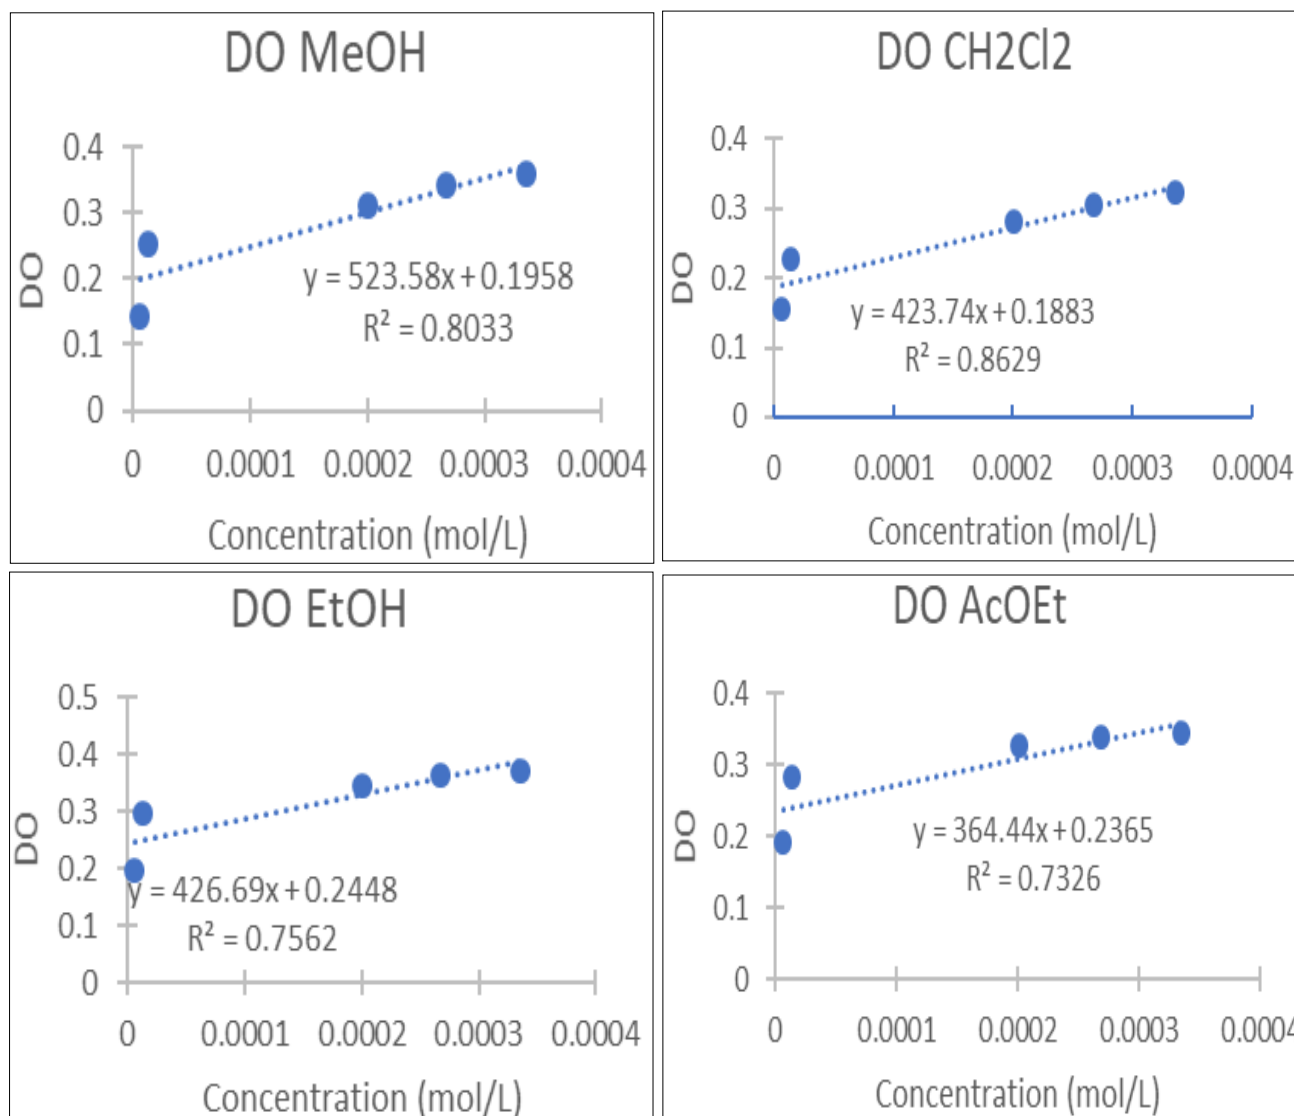 DO MeOH
0.4
0.3
0.2
0.1
0
DO
y = 523.58x + 0.1958
R² = 0.8033
0 0.0001 0.0002 0.0003 0.0004
Concentration (mol/L)
DO CH2Cl2
0.4
0.3
0.2
0.1
0
DO
y = 423.74x + 0.1883
R² = 0.8629
0 0.0001 0.0002 0.0003 0.0004
Concentration (mol/L)
DO EtOH
0.5
0.4
0.3
0.2
0.1
0
DO
y = 426.69x + 0.2448
R² = 0.7562
0 0.0001 0.0002 0.0003 0.0004
Concentration (mol/L)
DO AcOEt
0.4
0.3
0.2
0.1
0
DO
y = 364.44x + 0.2365
R² = 0.7326
0 0.0001 0.0002 0.0003 0.0004
Concentration (mol/L)